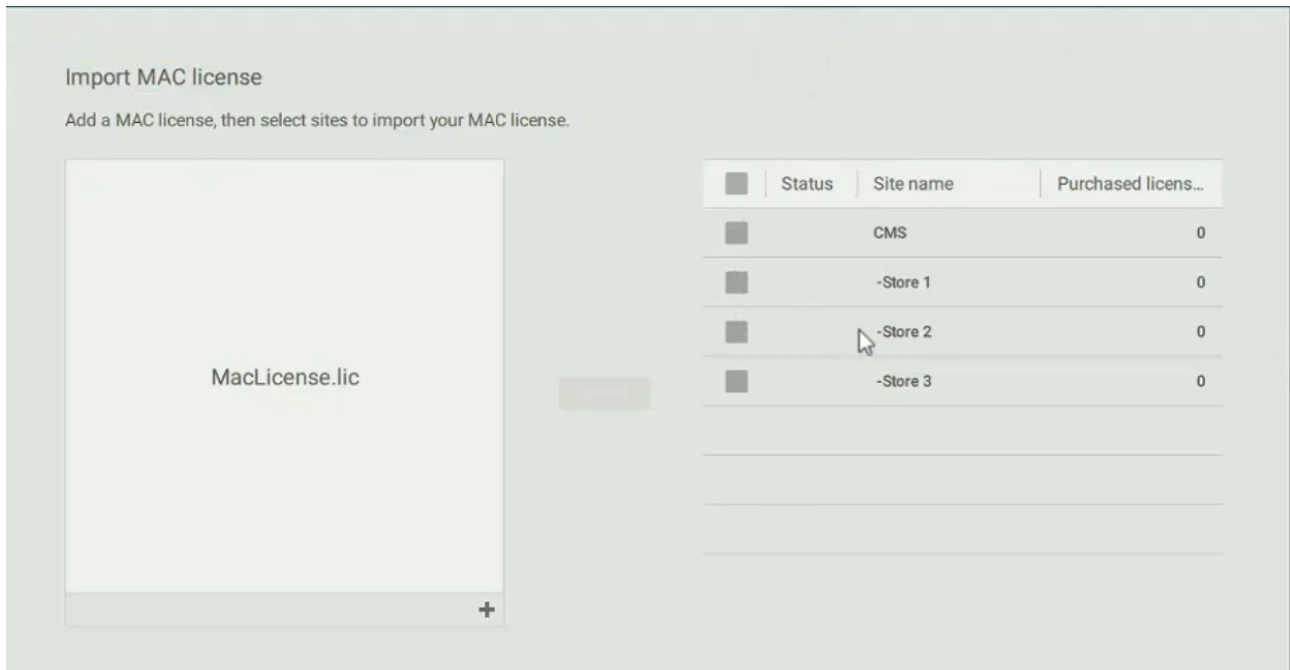 Import MAC license
Add a MAC license, then select sites to import your MAC license.
MacLicense.lic
+
Status Site name Purchased licens...
CMS 0
-Store 1 0
-Store 2 0
-Store 3 0